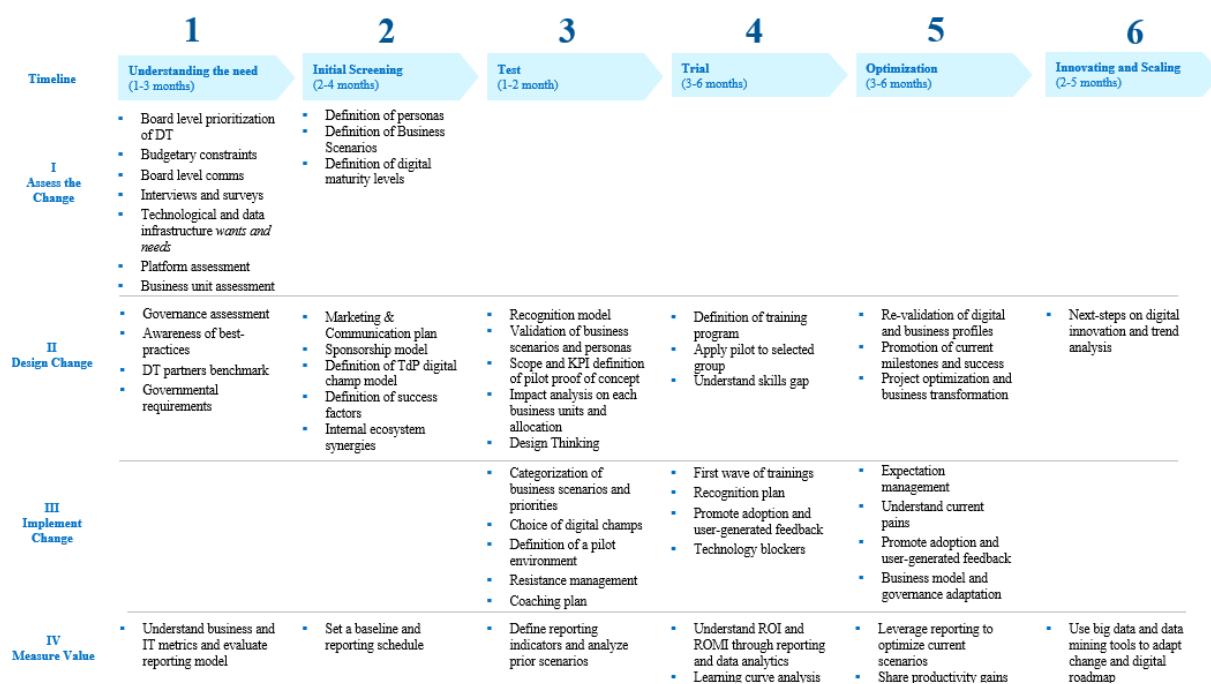 1 2 3 4 5 6
Timeline
Understanding the need
(1-3 months)
Initial Screening
(2-4 months)
Test
(1-2 month)
Trial
(3-6 months)
Optimization
(3-6 months)
Innovating and Scaling
(2-5 months)
I
Assess the
Change
▪ Board level prioritization
of DT
▪ Budgetary constraints
▪ Board level comms
▪ Interviews and surveys
▪ Technological and data
infrastructure wants and
needs
▪ Platform assessment
▪ Business unit assessment
▪ Definition of personas
▪ Definition of Business
Scenarios
▪ Definition of digital
maturity levels
II
Design Change
▪ Governance assessment
▪ Awareness of best-
practices
▪ DT partners benchmark
▪ Governmental
requirements
▪ Marketing &
Communication plan
▪ Sponsorship model
▪ Definition of TdP digital
champ model
▪ Definition of success
factors
▪ Internal ecosystem
synergies
▪ Recognition model
▪ Validation of business
scenarios and personas
▪ Scope and KPI definition
of pilot proof of concept
▪ Impact analysis on each
business units and
allocation
▪ Design Thinking
▪ Definition of training
program
▪ Apply pilot to selected
group
▪ Understand skills gap
▪ Re-validation of digital
and business profiles
▪ Promotion of current
milestones and success
▪ Project optimization and
business transformation
▪ Next-steps on digital
innovation and trend
analysis
III
Implement
Change
▪ Categorization of
business scenarios and
priorities
▪ Choice of digital champs
▪ Definition of a pilot
environment
▪ Resistance management
▪ Coaching plan
▪ First wave of trainings
▪ Recognition plan
▪ Promote adoption and
user-generated feedback
▪ Technology blockers
▪ Expectation
management
▪ Understand current
pains
▪ Promote adoption and
user-generated feedback
▪ Business model and
governance adaptation
IV
Measure Value
▪ Understand business and
IT metrics and evaluate
reporting model
▪ Set a baseline and
reporting schedule
▪ Define reporting
indicators and analyze
prior scenarios
▪ Understand ROI and
ROMI through reporting
and data analytics
▪ Learning curve analysis
▪ Leverage reporting to
optimize current
scenarios
▪ Share productivity gains
▪ Use big data and data
mining tools to adapt
change and digital
roadmap